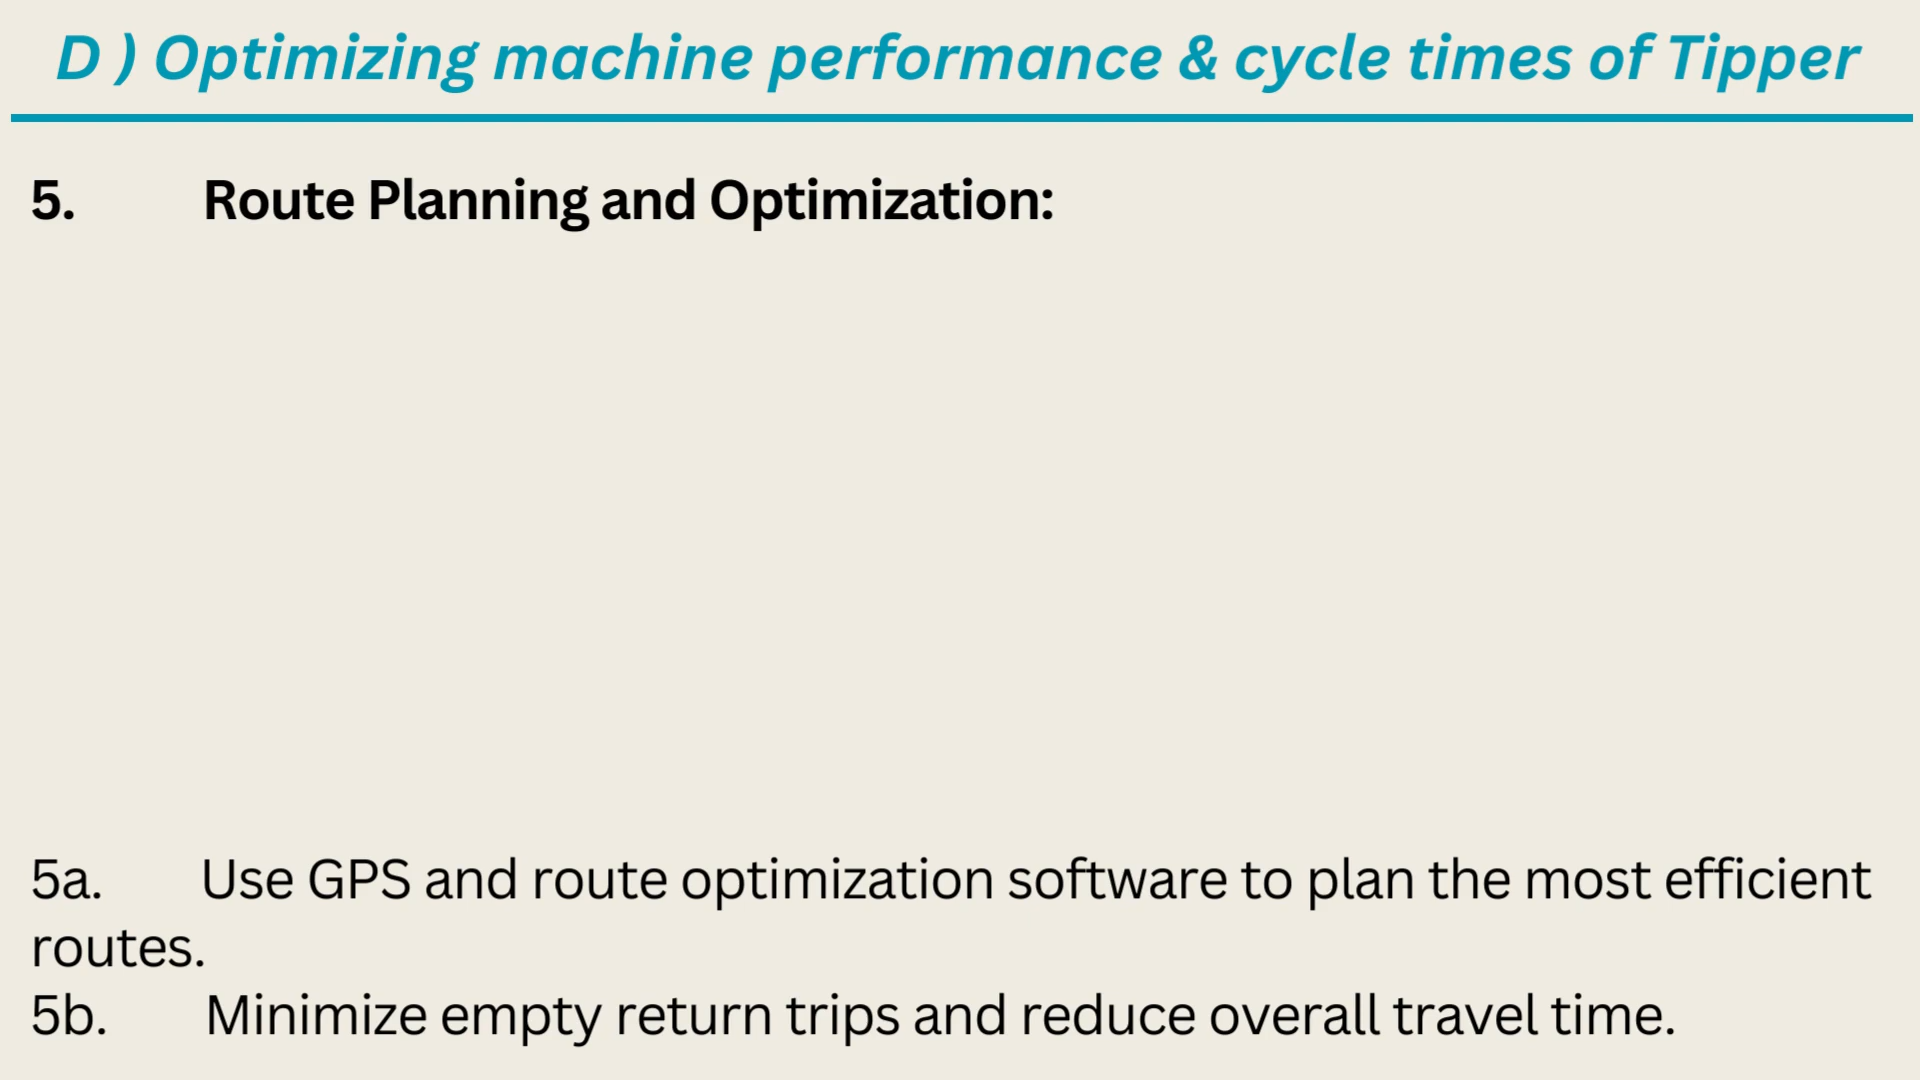 D ) Optimizing machine performance & cycle times of Tipper
5. Route Planning and Optimization:
5a. Use GPS and route optimization software to plan the most efficient
routes.
5b. Minimize empty return trips and reduce overall travel time.